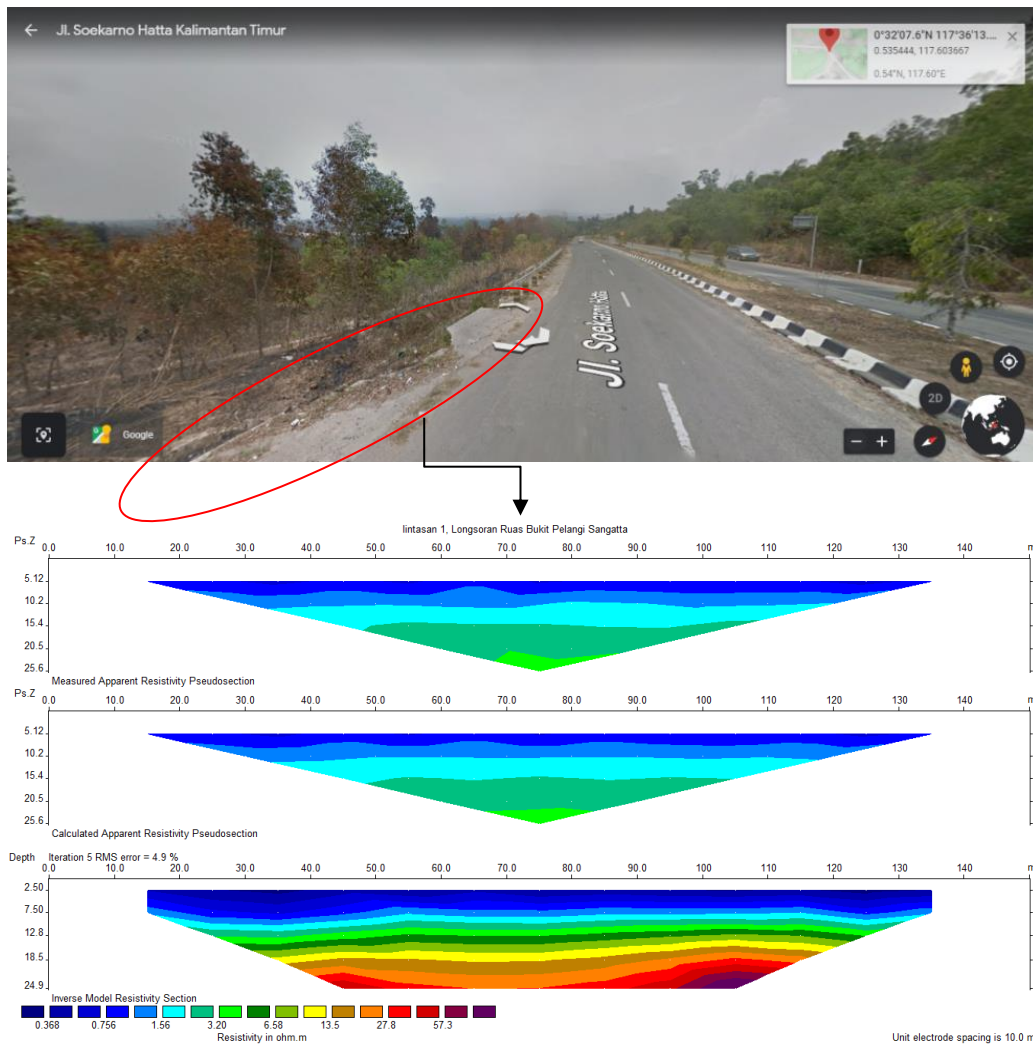 Jl. Soekarno Hatta Kalimantan Timur
0°32'07.6"N 117°36'13....
0.535444, 117.603667
0.54°N, 117.60°E
Jl. Soekarno Hatta
2D
Google
lintasan 1, Longsoran Ruas Bukit Pelangi Sangatta
Ps.Z 0.0 10.0 20.0 30.0 40.0 50.0 60.0 70.0 80.0 90.0 100 110 120 130 140 m
5.12
10.2
15.4
20.5
25.6
Measured Apparent Resistivity Pseudosection
Ps.Z 0.0 10.0 20.0 30.0 40.0 50.0 60.0 70.0 80.0 90.0 100 110 120 130 140 m
5.12
10.2
15.4
20.5
25.6
Calculated Apparent Resistivity Pseudosection
Depth Iteration 5 RMS error = 4.9 %
0.0 10.0 20.0 30.0 40.0 50.0 60.0 70.0 80.0 90.0 100 110 120 130 140 m
2.50
7.50
12.8
18.5
24.9
Inverse Model Resistivity Section
0.368 0.756 1.56 3.20 6.58 13.5 27.8 57.3
Resistivity in ohm.m
Unit electrode spacing is 10.0 m